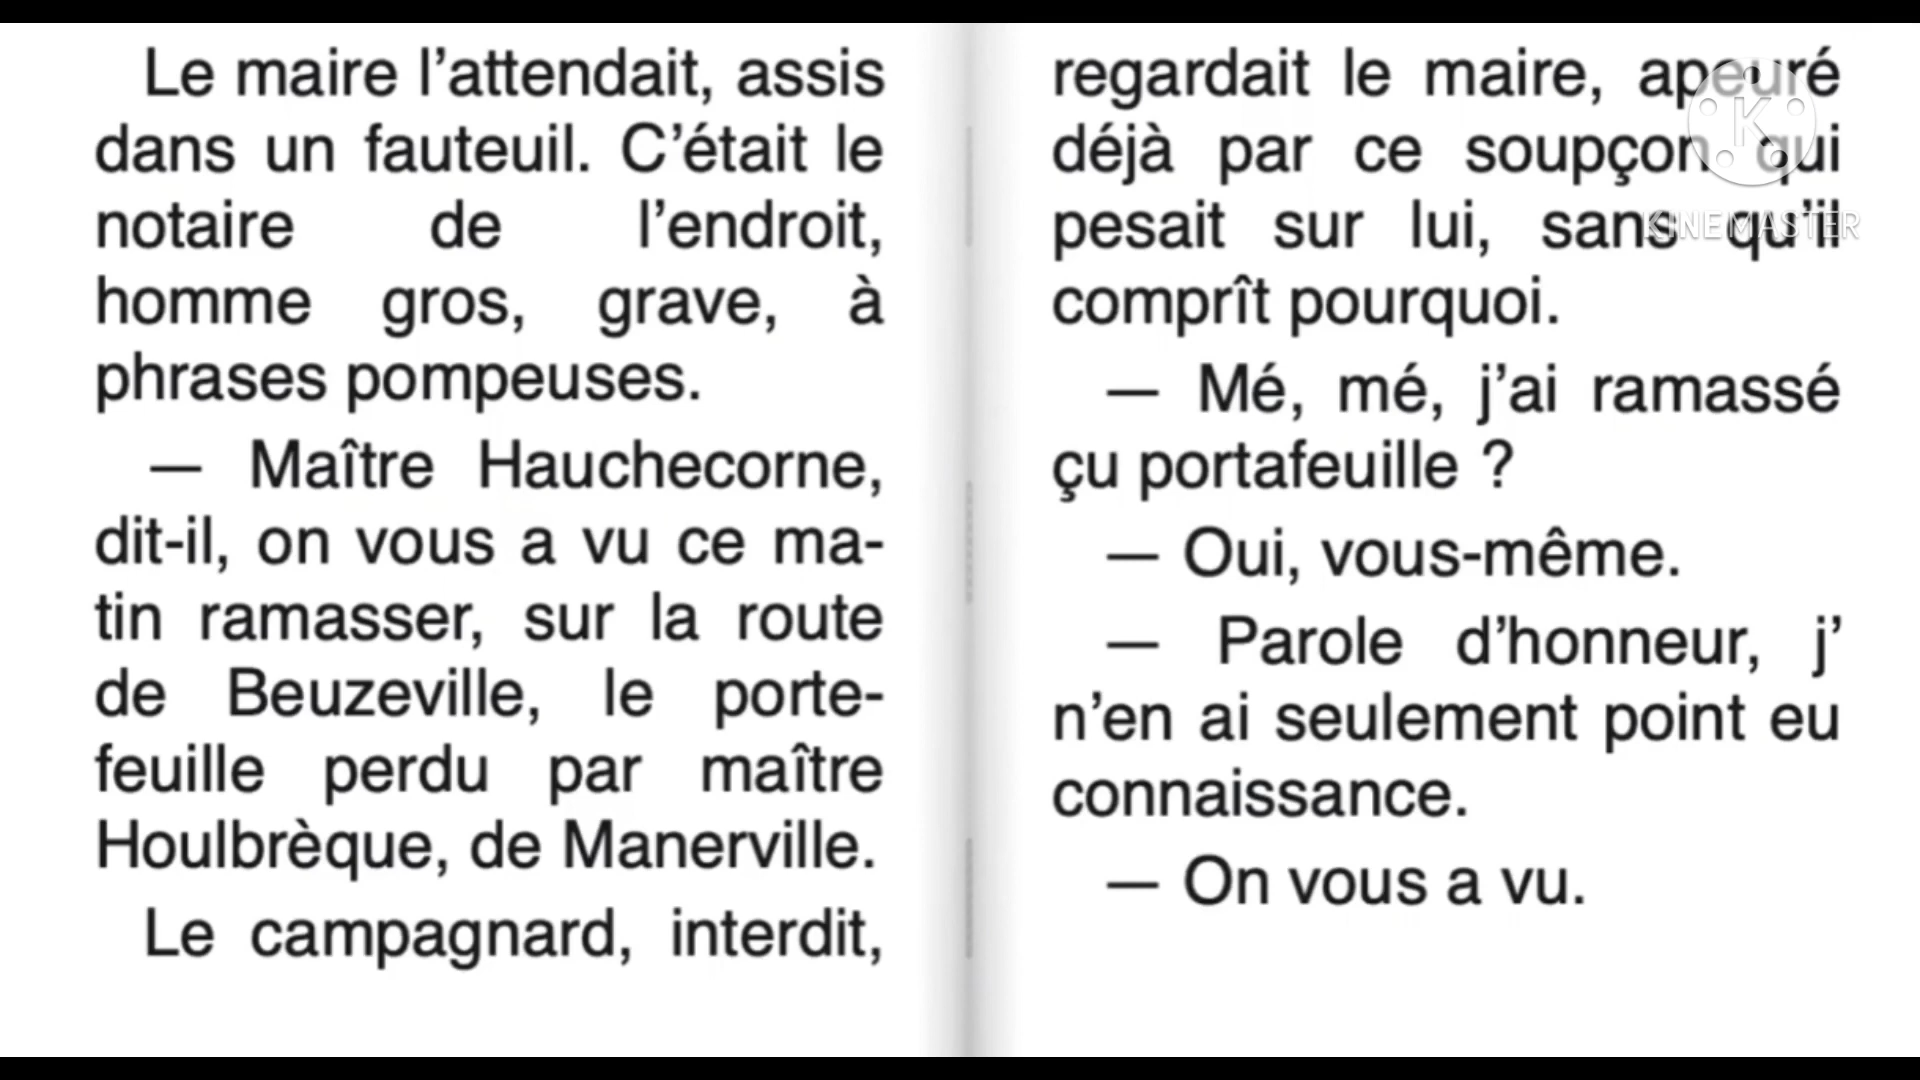 Le maire l’attendait, assis
dans un fauteuil. C’était le
notaire de l’endroit,
homme gros, grave, à
phrases pompeuses.
— Maître Hauchecorne,
dit-il, on vous a vu ce ma-
tin ramasser, sur la route
de Beuzeville, le porte-
feuille perdu par maître
Houlbrèque, de Manerville.
Le campagnard, interdit,
regardait le maire, apeuré
déjà par ce soupçon qui
pesait sur lui, sans qu’il
comprît pourquoi.
— Mé, mé, j’ai ramassé
çu portafeuille ?
— Oui, vous-même.
— Parole d’honneur, j’
n’en ai seulement point eu
connaissance.
— On vous a vu.
K
KINEMASTER